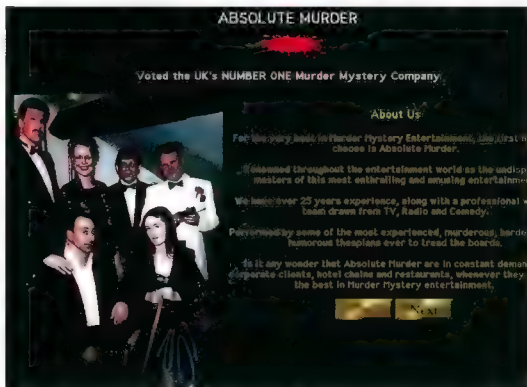 ABSOLUTE MURDER
Voted the UK's NUMBER ONE Murder Mystery Company
About Us
For the very best in Murder Mystery Entertainment, the first
choose is Absolute Murder.
Renowned throughout the entertainment world as the
masters of this most enthralling and amusing
We have over 25 years experience, along with a professional
team drawn from TV, Radio and Comedy.
Performed by some of the most experienced, murderous,
humorous thespians ever to tread the boards.
Is it any wonder that Absolute Murder are in constant
corporate clients, hotel chains and restaurants, whenever they
the best in Murder Mystery entertainment.
Next